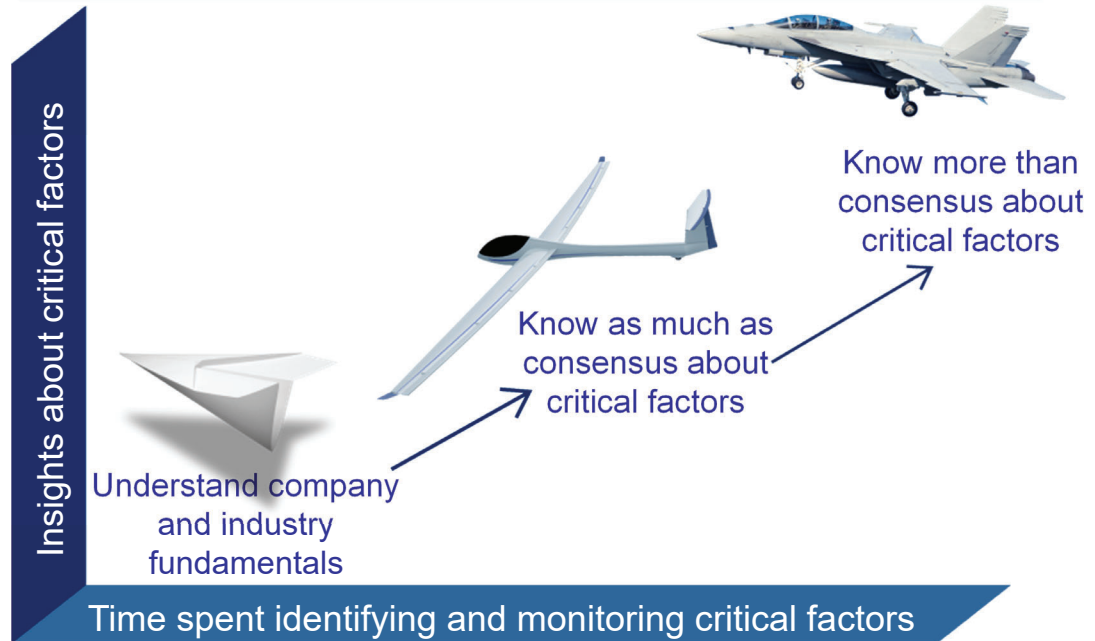 Insights about critical factors
Know more than
consensus about
critical factors
Know as much as
consensus about
critical factors
Understand company
and industry
fundamentals
Time spent identifying and monitoring critical factors